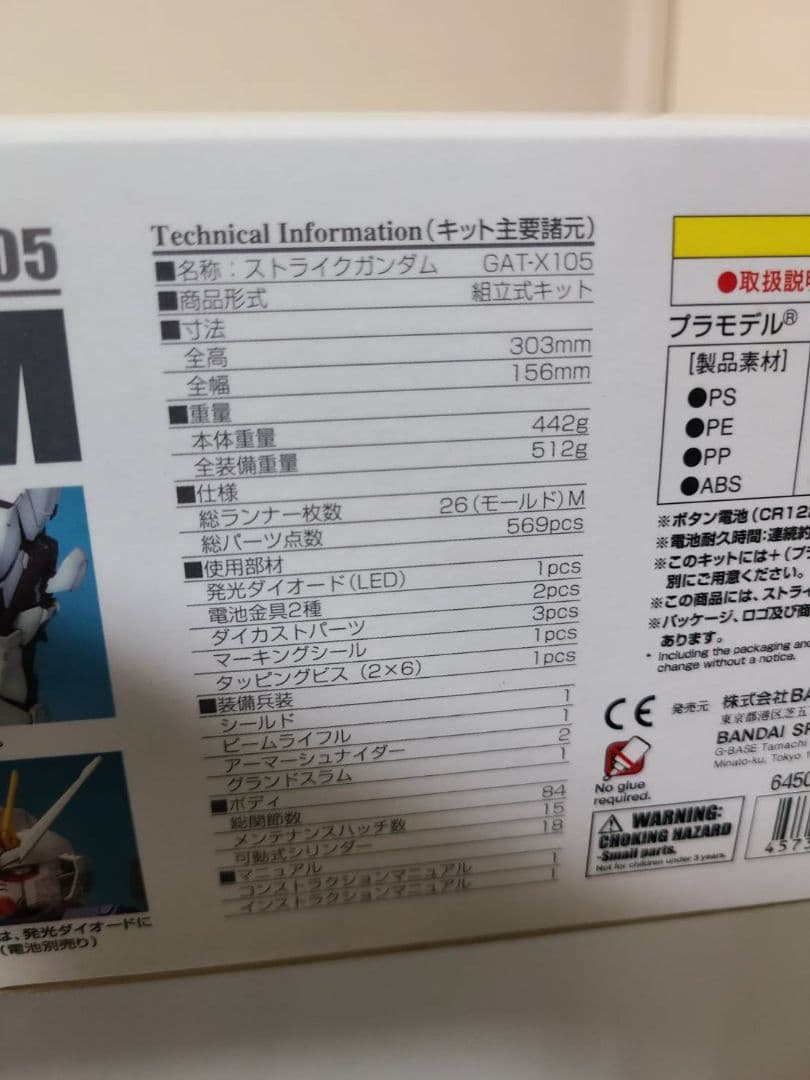 05
Technical Information(キット主要諸元)
■名称：ストライクガンダム GAT-X105
■商品形式 組立式キット
■寸法
全高 303mm
全幅 156mm
■重量
本体重量 442g
全装備重量 512g
■仕様
総ランナー枚数 26(モールド)M
総パーツ点数 569pcs
■使用部材
発光ダイオード(LED) 1pcs
電池金具2種 2pcs
ダイカストパーツ 3pcs
マーキングシール 1pcs
タッピングビス (2×6) 1pcs
■装備兵装
シールド 1
ビームライフル 1
アーマーシュナイダー 2
グランドスラム 1
■ボディ
総関節数 84
メンテナンスハッチ数 15
可動式シリンダー 18
■マニュアル
コンストラクションマニュアル 1
インストラクションマニュアル 1
M
は、発光ダイオードに
(電池別売り)
●取扱説明
プラモデル®
[製品素材]
●PS
●PE
●PP
●ABS
※ボタン電池(CR12
※電池耐久時間:連続約
※このキットには+(プラ
別にご用意ください。
※この商品には、ストライ
※パッケージ、ロゴ及び商
あります。
* Including the packaging and
change without a notice.
CE
発売元 株式会社BA
東京都港区芝五
BANDAI SP
G-BASE Tamachi
Minato-ku, Tokyo 1
No glue
required.
6450
WARNING:
CHOKING HAZARD
-Small parts.
Not for children under 3 years.
4573